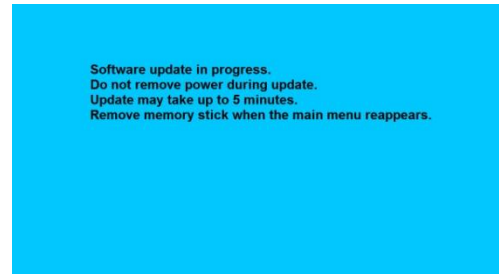 Software update in progress.
Do not remove power during update.
Update may take up to 5 minutes.
Remove memory stick when the main menu reappears.